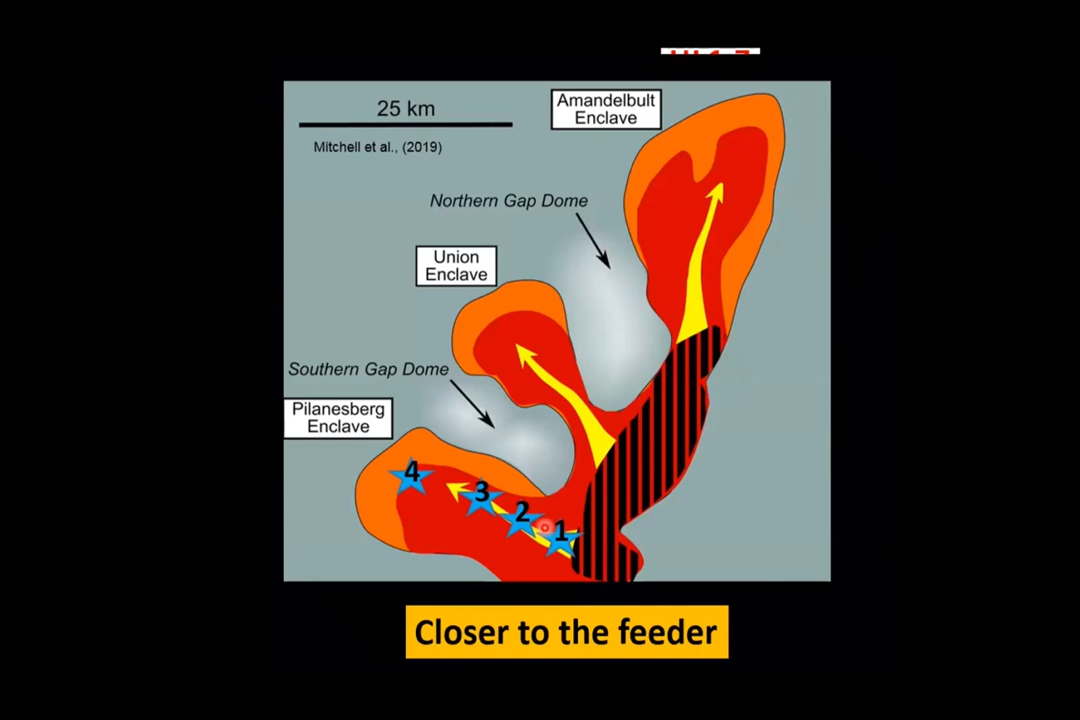 Amandelbult
Enclave
25 km
Mitchell et al., (2019)
Northern Gap Dome
Union
Enclave
Southern Gap Dome
Pilanesberg
Enclave
4
3
2
1
Closer to the feeder